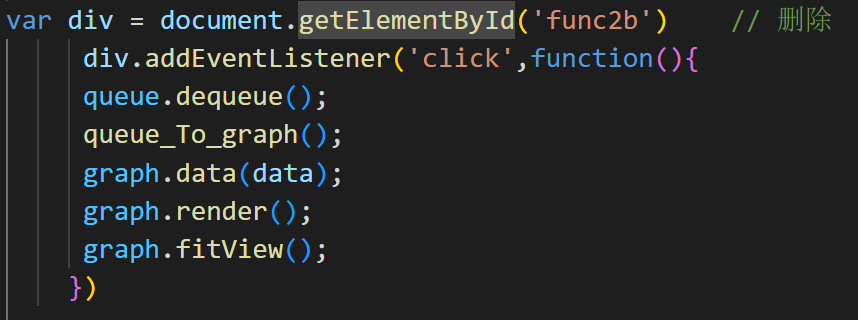 var div = document.getElementById('func2b') // 删除
div.addEventListener('click',function(){
queue.dequeue();
queue_To_graph();
graph.data(data);
graph.render();
graph.fitView();
})